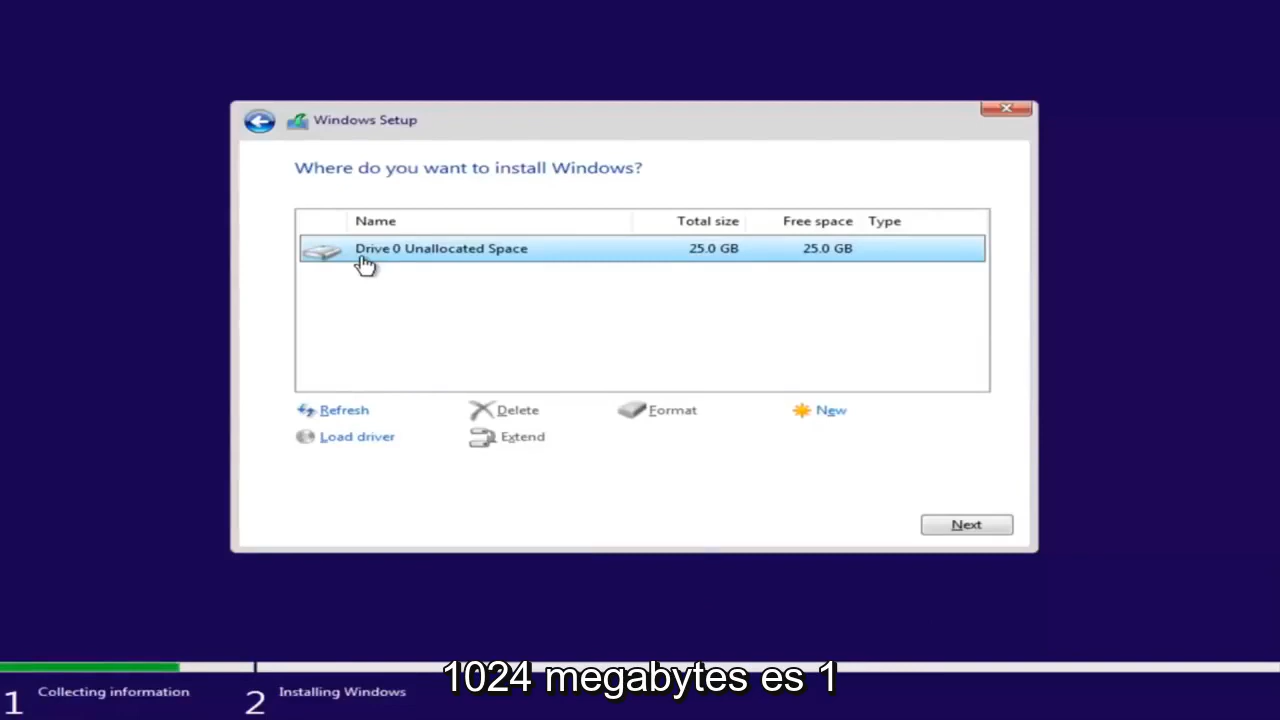 Windows Setup
Where do you want to install Windows?
Name Total size Free space Type
Drive 0 Unallocated Space 25.0 GB 25.0 GB
Refresh Delete Format New
Load driver Extend
Next
1024 megabytes es 1
1 Collecting information 2 Installing Windows